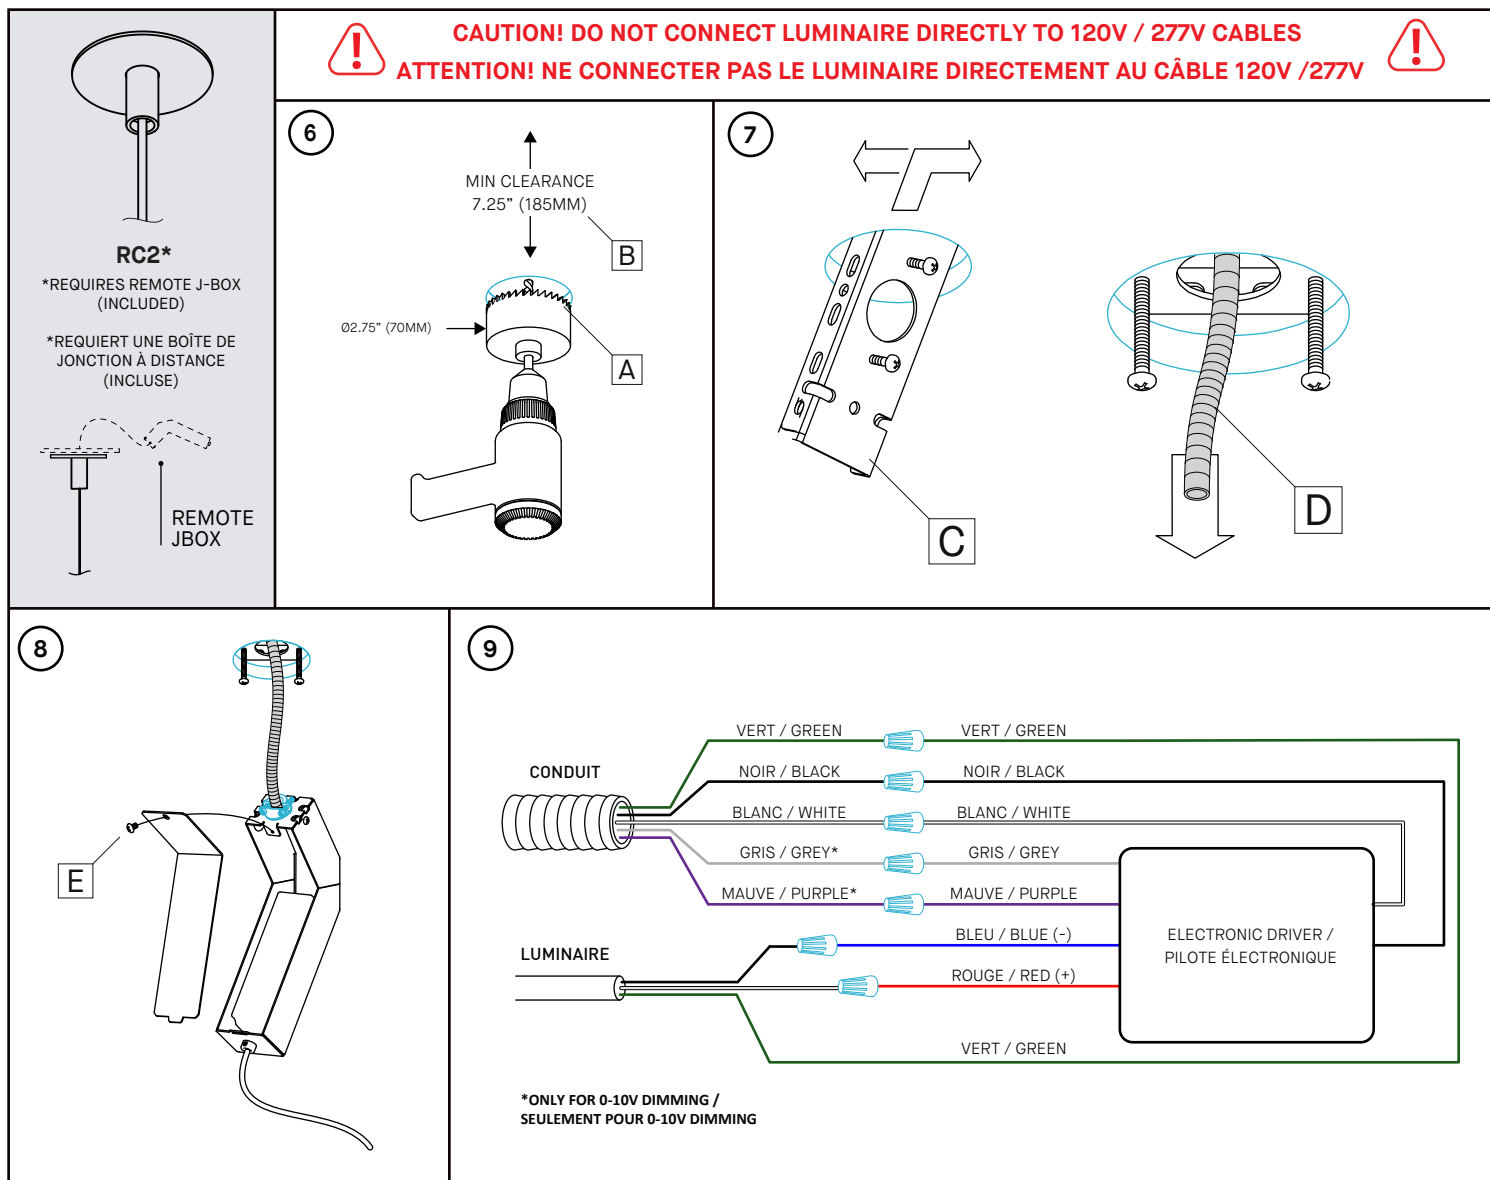 CAUTION! DO NOT CONNECT LUMINAIRE DIRECTLY TO 120V / 277V CABLES
ATTENTION! NE CONNECTER PAS LE LUMINAIRE DIRECTEMENT AU CÂBLE 120V /277V
RC2*
*REQUIRES REMOTE J-BOX
(INCLUDED)
*REQUIERT UNE BOÎTE DE
JONCTION À DISTANCE
(INCLUSE)
REMOTE
JBOX
6
MIN CLEARANCE
7.25" (185MM)
B
Ø2.75" (70MM)
A
7
C
D
8
E
9
CONDUIT
VERT / GREEN
VERT / GREEN
NOIR / BLACK
NOIR / BLACK
BLANC / WHITE
BLANC / WHITE
GRIS / GREY*
GRIS / GREY
MAUVE / PURPLE*
MAUVE / PURPLE
LUMINAIRE
BLEU / BLUE (-)
ROUGE / RED (+)
VERT / GREEN
ELECTRONIC DRIVER /
PILOTE ÉLECTRONIQUE
*ONLY FOR 0-10V DIMMING /
SEULEMENT POUR 0-10V DIMMING